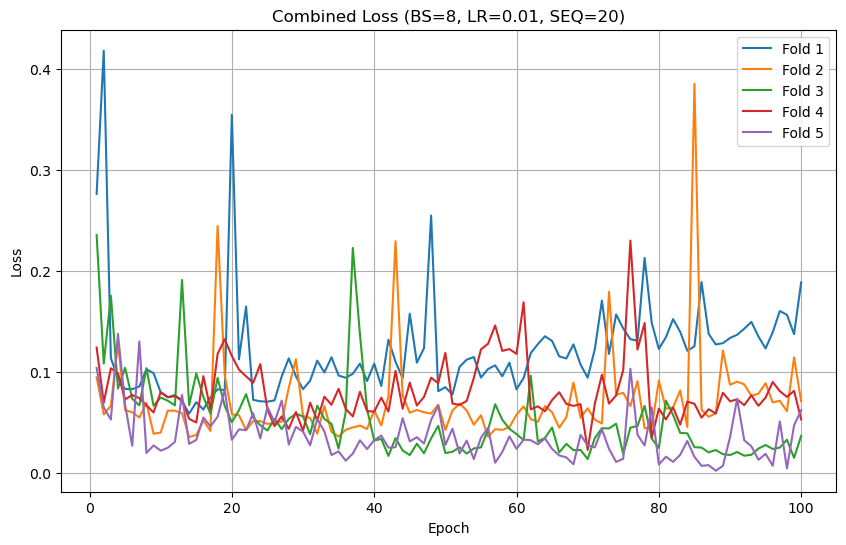 Combined Loss (BS=8, LR=0.01, SEQ=20)
Fold 1
Fold 2
Fold 3
Fold 4
Fold 5
Loss
0.4
0.3
0.2
0.1
0.0
0 20 40 60 80 100
Epoch